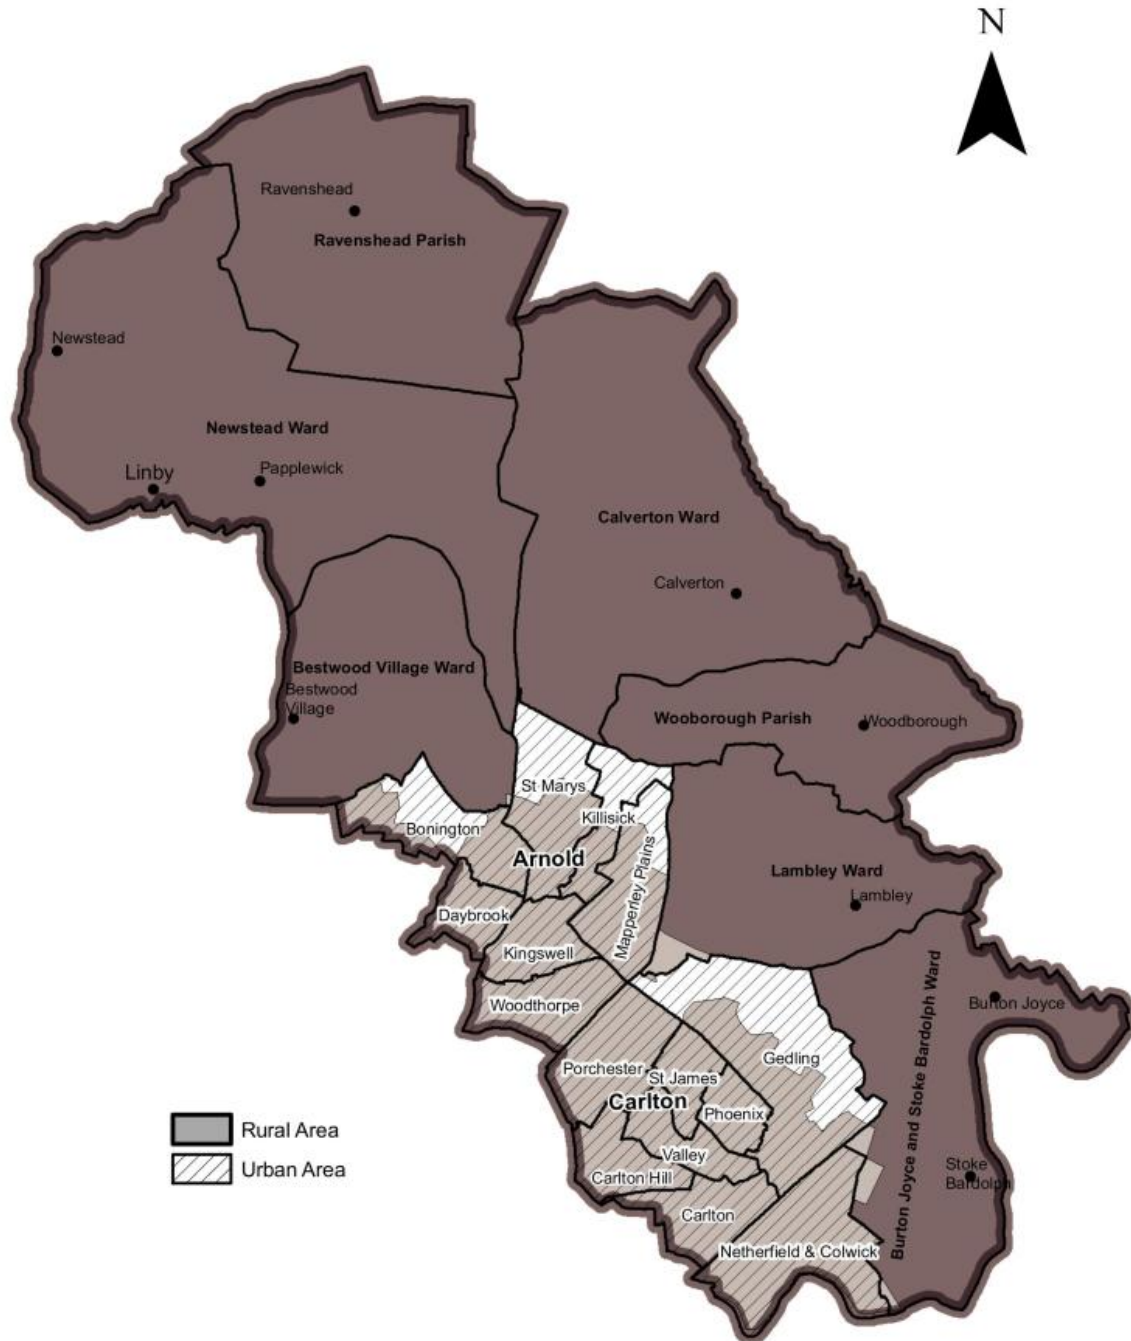 N
Ravenshead
Ravenshead Parish
Newstead
Newstead Ward
Linby
Papplewick
Calverton Ward
Calverton
Bestwood Village Ward
Bestwood
Village
Wooborough Parish
Woodborough
St Marys
Killisick
Bonington
Arnold
Mapperley Plains
Lambley Ward
Lambley
Daybrook
Kingswell
Woodthorpe
Burton Joyce
Burton Joyce and Stoke Bardolph Ward
Gedling
Porchester
St James
Carlton
Phoenix
Rural Area
Valley
Urban Area
Carlton Hill
Stoke
Bardolph
Carlton
Netherfield & Colwick